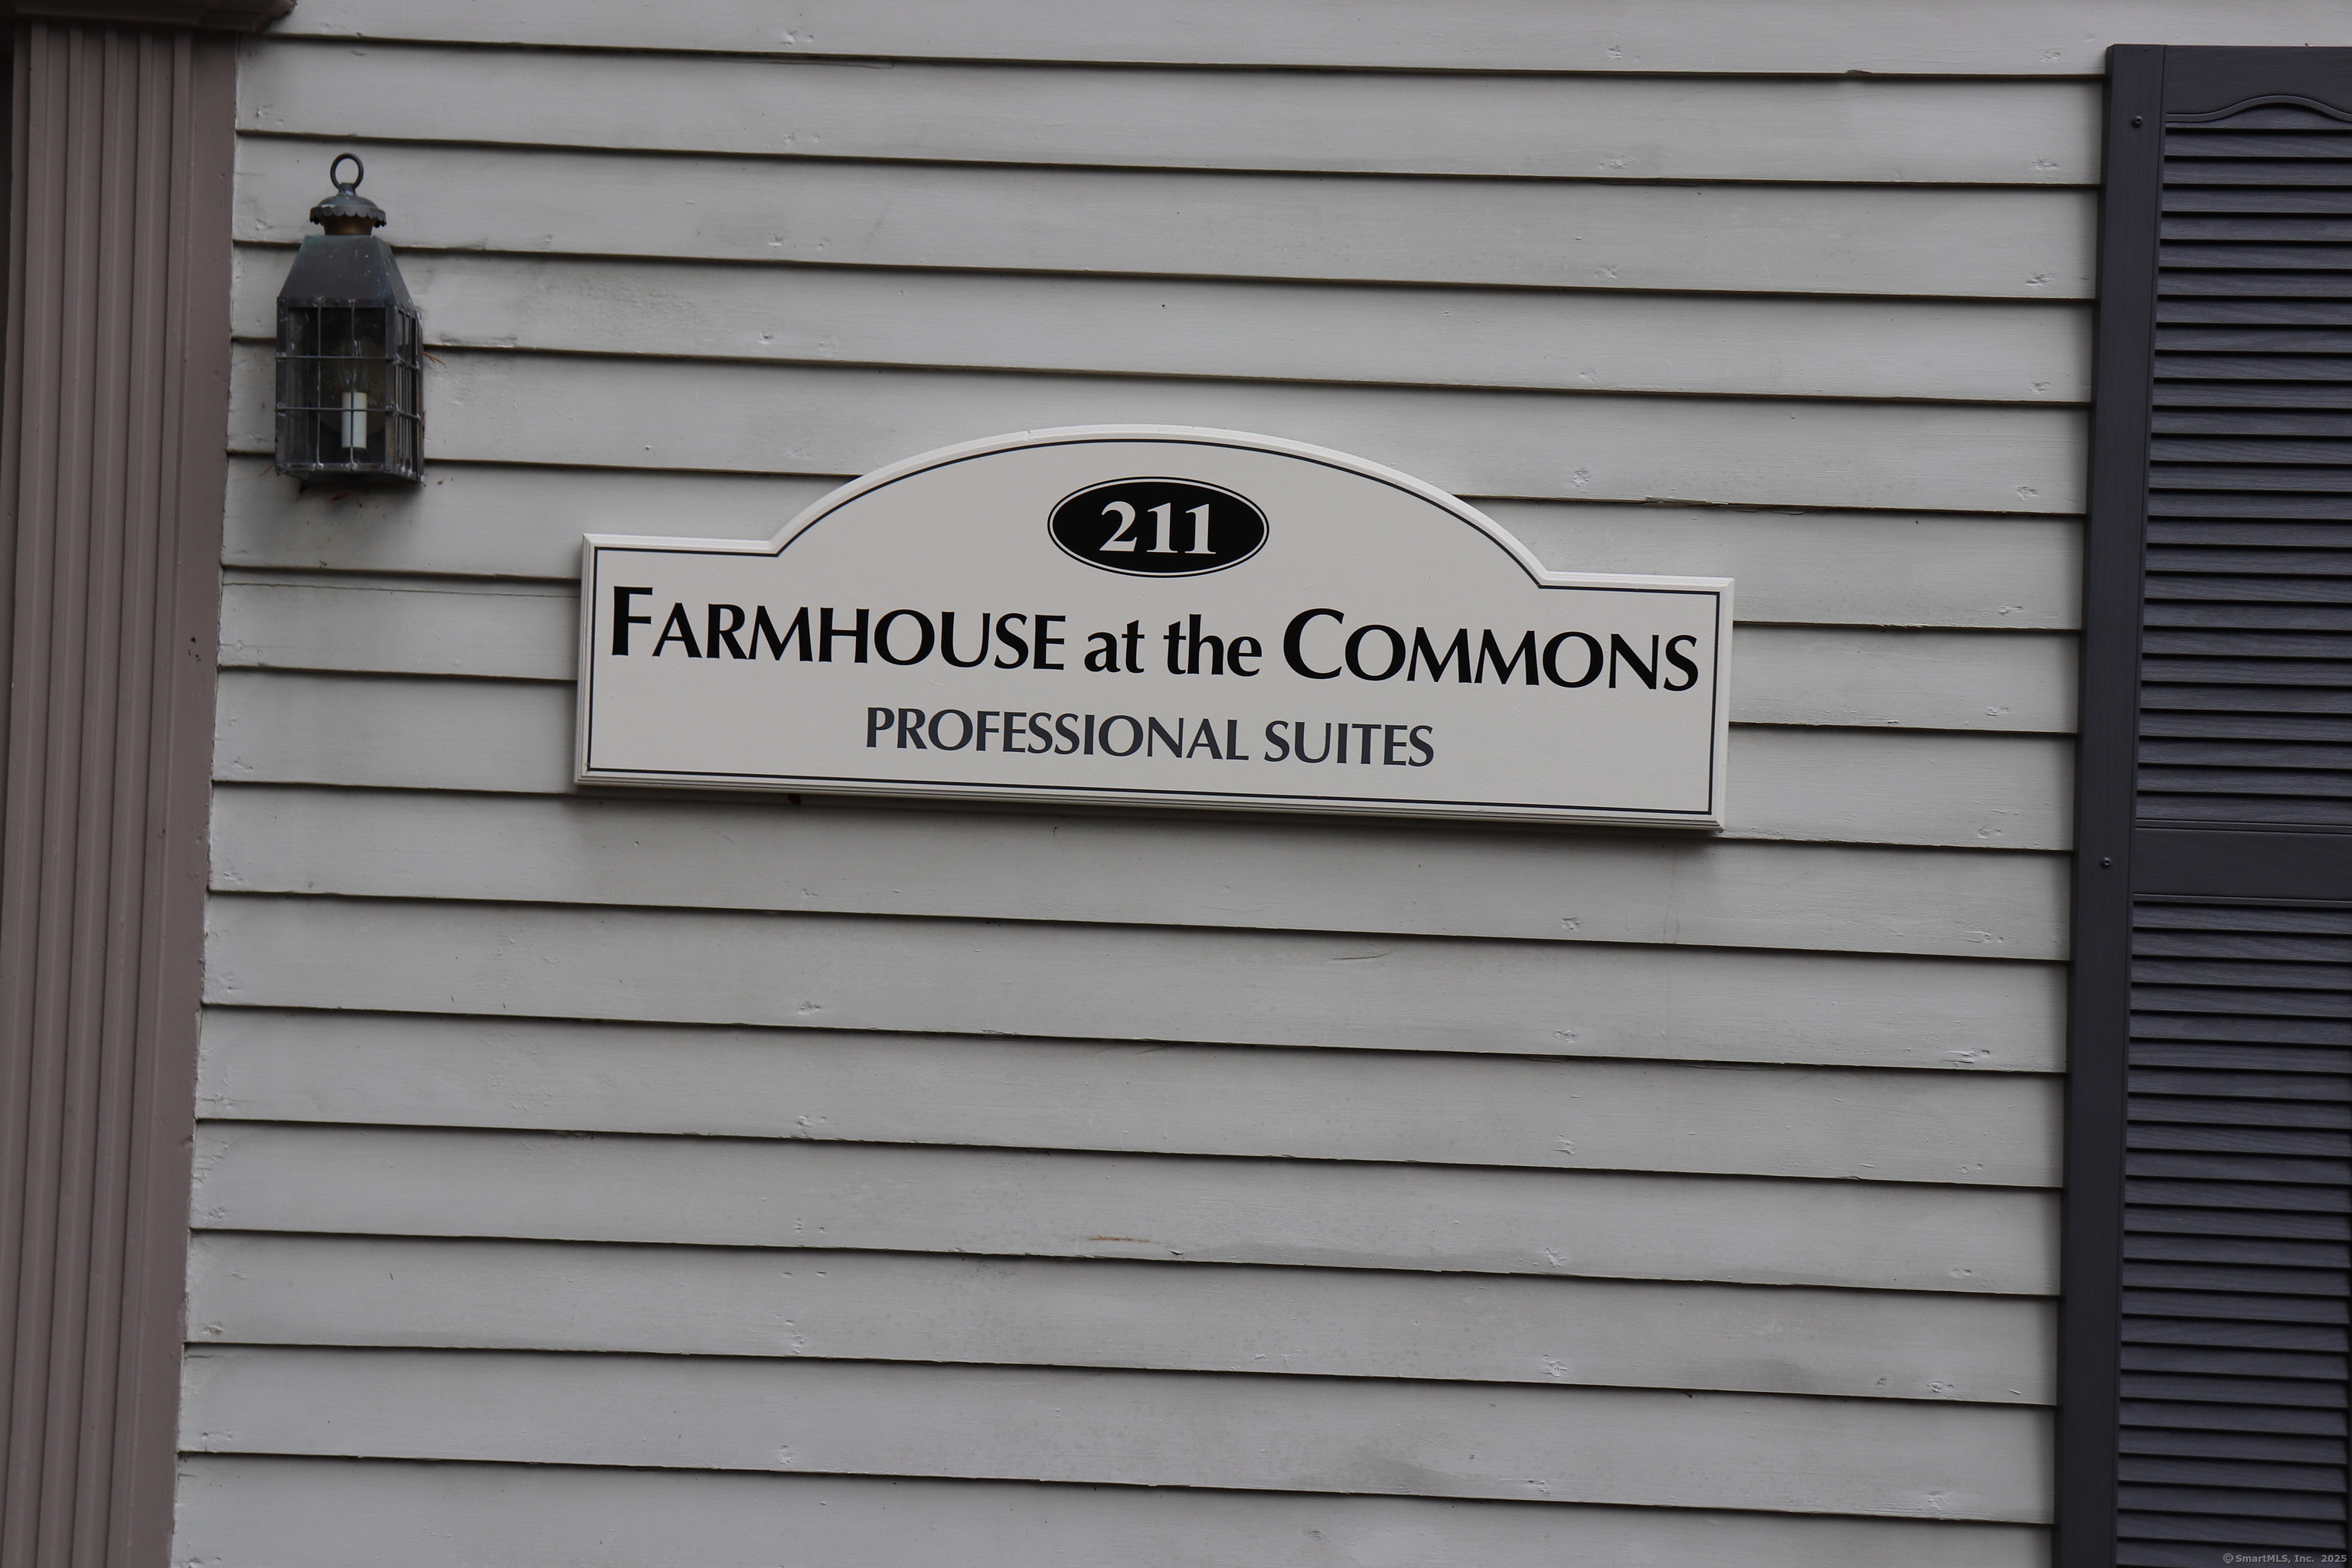 211
FARMHOUSE at the COMMONS
PROFESSIONAL SUITES
© SmartMLS, Inc. 2025